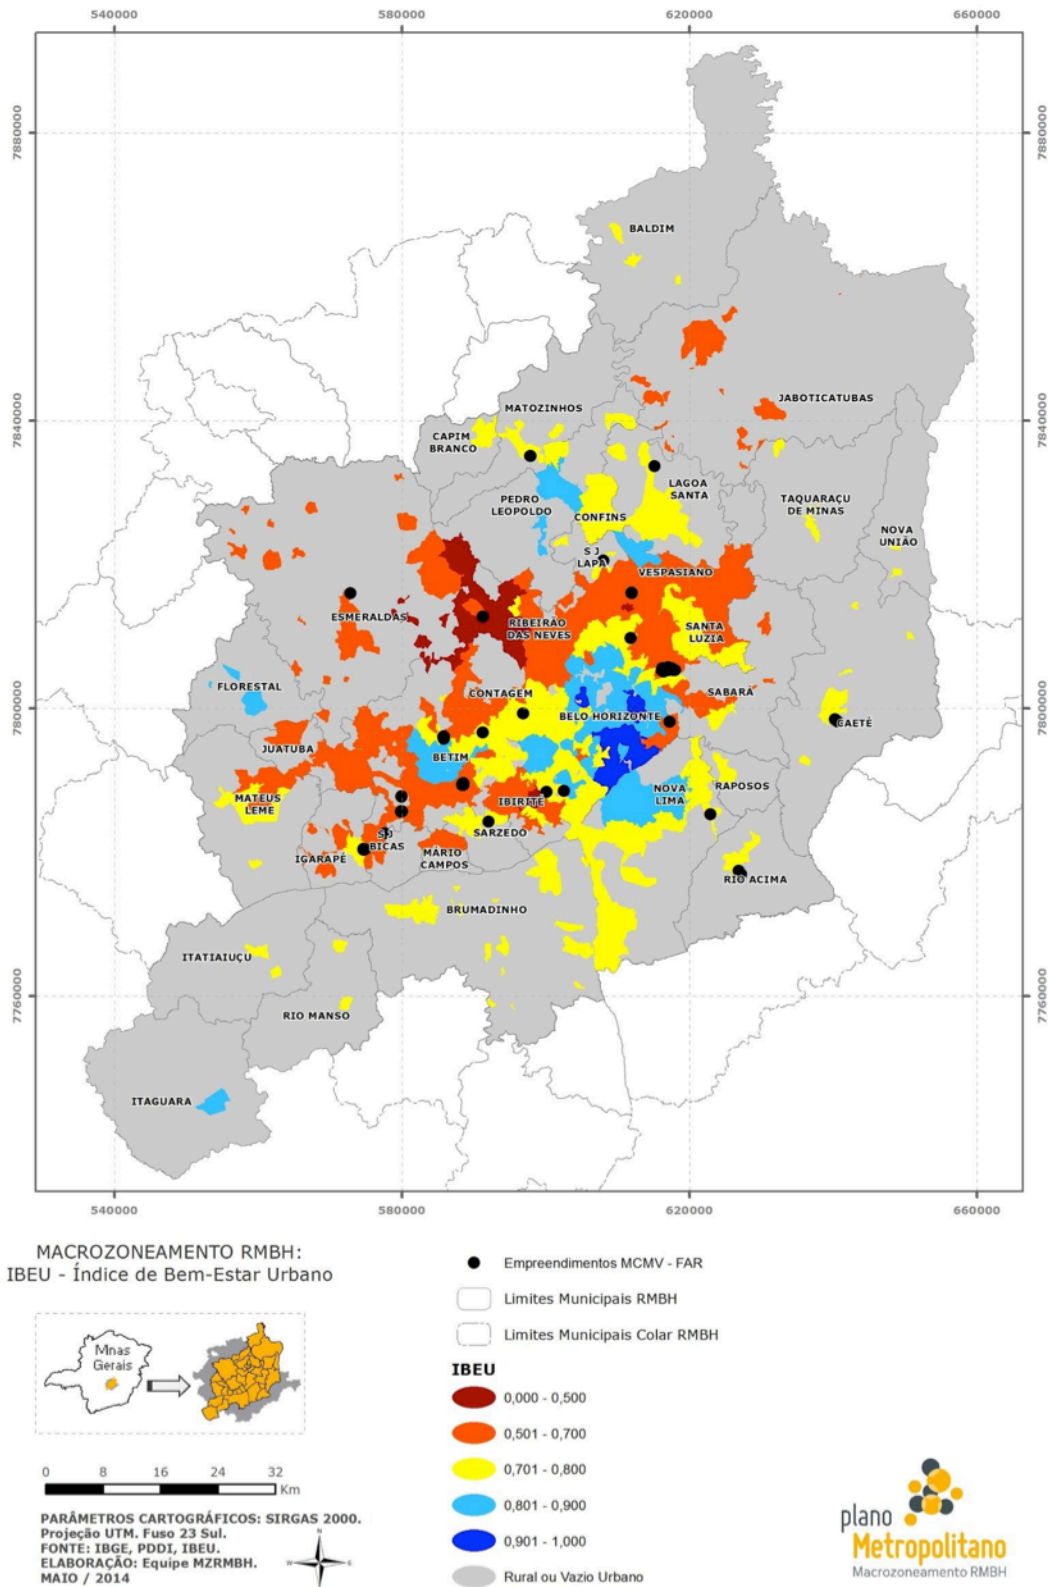 540000 580000 620000 660000
7880000 7880000
BALDIM
JABOTICATUBAS
MATOZINHOS
7840000 7840000
CAPIM
BRANCO
LAGOA
SANTA
PEDRO
LEOPOLDO
TAQUARAÇU
DE MINAS
CONFINS
NOVA
UNIÃO
S J
LAPA
VESPASIANO
ESMERALDAS
RIBEIRÃO
DAS NEVES
SANTA
LUZIA
FLORESTAL
CONTAGEM
SABARÁ
7800000 7800000
BELO HORIZONTE
CAETÉ
JUATUBA
BETIM
MATEUS
LEME
IBIRITÉ
NOVA
LIMA
RAPOSOS
SARZEDO
S J
BICAS
IGARAPÉ
MÁRIO
CAMPOS
RIO ACIMA
BRUMADINHO
ITATIAIUÇU
7760000 7760000
RIO MANSO
ITAGUARA
540000 580000 620000 660000
MACROZONEAMENTO RMBH:
IBEU - Índice de Bem-Estar Urbano
Mnas
Gerais
0 8 16 24 32
Km
PARÂMETROS CARTOGRÁFICOS: SIRGAS 2000.
Projeção UTM. Fuso 23 Sul.
FONTE: IBGE, PDDI, IBEU.
ELABORAÇÃO: Equipe MZRMBH.
MAIO / 2014
N
W E
S
Empreendimentos MCMV - FAR
Limites Municipais RMBH
Limites Municipais Colar RMBH
IBEU
0,000 - 0,500
0,501 - 0,700
0,701 - 0,800
0,801 - 0,900
0,901 - 1,000
Rural ou Vazio Urbano
plano
Metropolitano
Macrozoneamento RMBH